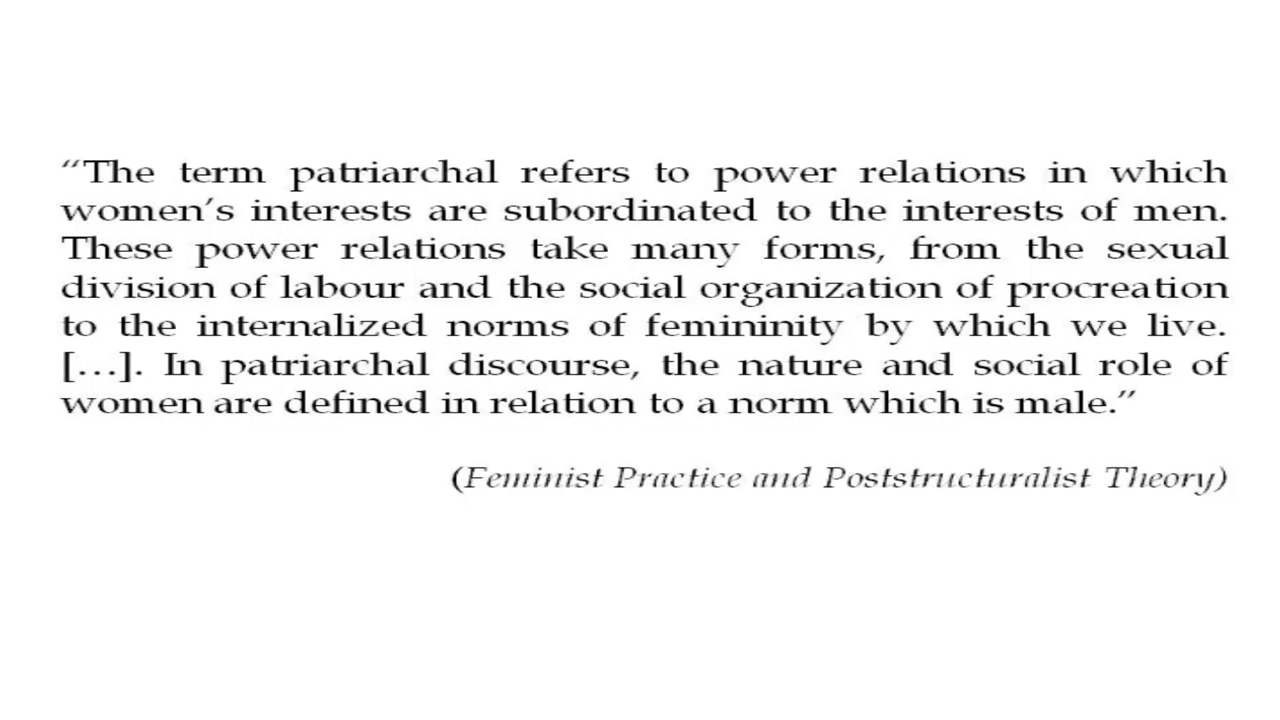 “The term patriarchal refers to power relations in which
women’s interests are subordinated to the interests of men.
These power relations take many forms, from the sexual
division of labour and the social organization of procreation
to the internalized norms of femininity by which we live.
[…]. In patriarchal discourse, the nature and social role of
women are defined in relation to a norm which is male.”
(Feminist Practice and Poststructuralist Theory)